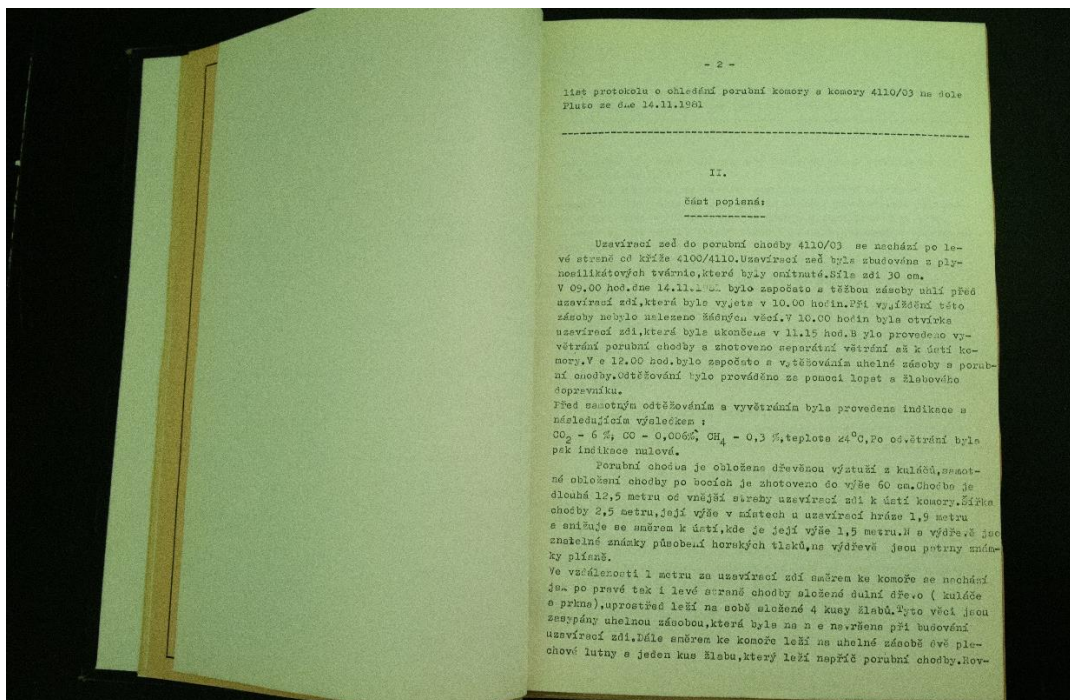 - 2 -
list protokolu o ohledání porubní komory a komory 4110/03 na dole
Pluto ze dne 14.11.1981
II.
část popisná:
Uzavírací zeď do porubní chodby 4110/03 se nachází po le-
vé straně od kříže 4100/4110.Uzavírací zeď byla zbudována z ply-
nosilikátových tvárnic,které byly omítnuté.Síla zdi 30 cm.
V 09.00 hod.dne 14.11. bylo započato s těžbou zásoby uhlí před
uzavírací zdí,která byla vyjeta v 10.00 hodin.Při vyjíždění této
zásoby nebylo nalezeno žádných věcí.V 10.00 hodin byla otvírka
uzavírací zdi,která byla ukončena v 11.15 hod.B ylo provedeno vy-
větrání porubní chodby a zhotoveno separátní větrání až k ústí ko-
mory.V e 12.00 hod.bylo započato s vytěžováním uhelné zásoby z porub-
ní chodby.Odtěžování bylo prováděno za pomoci lopat a žlabového
dopravníku.
Před samotným odtěžováním a vyvětráním byla provedena indikace s
následujícím výsledkem :
CO₂ - 6 %; CO - 0,006%, CH₄ - 0,3 %,teplota 24°C,Po odvětrání byla
pak indikace nulová.
Porubní chodba je obložena dřevěnou výztuží z kuláčů,samot-
né obložení chodby po bocích je zhotoveno do výše 60 cm.Chodba je
dlouhá 12,5 metru od vnější strany uzavírací zdi k ústí komory.Šířka
chodby 2,5 metru,její výše v místech u uzavírací hráze 1,9 metru
a snižuje se směrem k ústí,kde je její výše 1,5 metru.N a výdřevě jso
znatelné známky působení horských tlaků,na výdřevě jsou patrny znám-
ky plísně.
Ve vzdálenosti 1 metru za uzavírací zdí směrem ke komoře se nachází
jak po pravé tak i levé straně chodby složená důlní dřevo ( kuláče
a prkna),uprostřed leží na sobě složené 4 kusy žlabů.Tyto věci jsou
zasypány uhelnou zásobou,která byla na n e navršena při budování
uzavírací zdi.Dále směrem ke komoře leží na uhelné zásobě dvě ple-
chové lutny a jeden kus žlabu,který leží napříč porubní chodby.Rov-